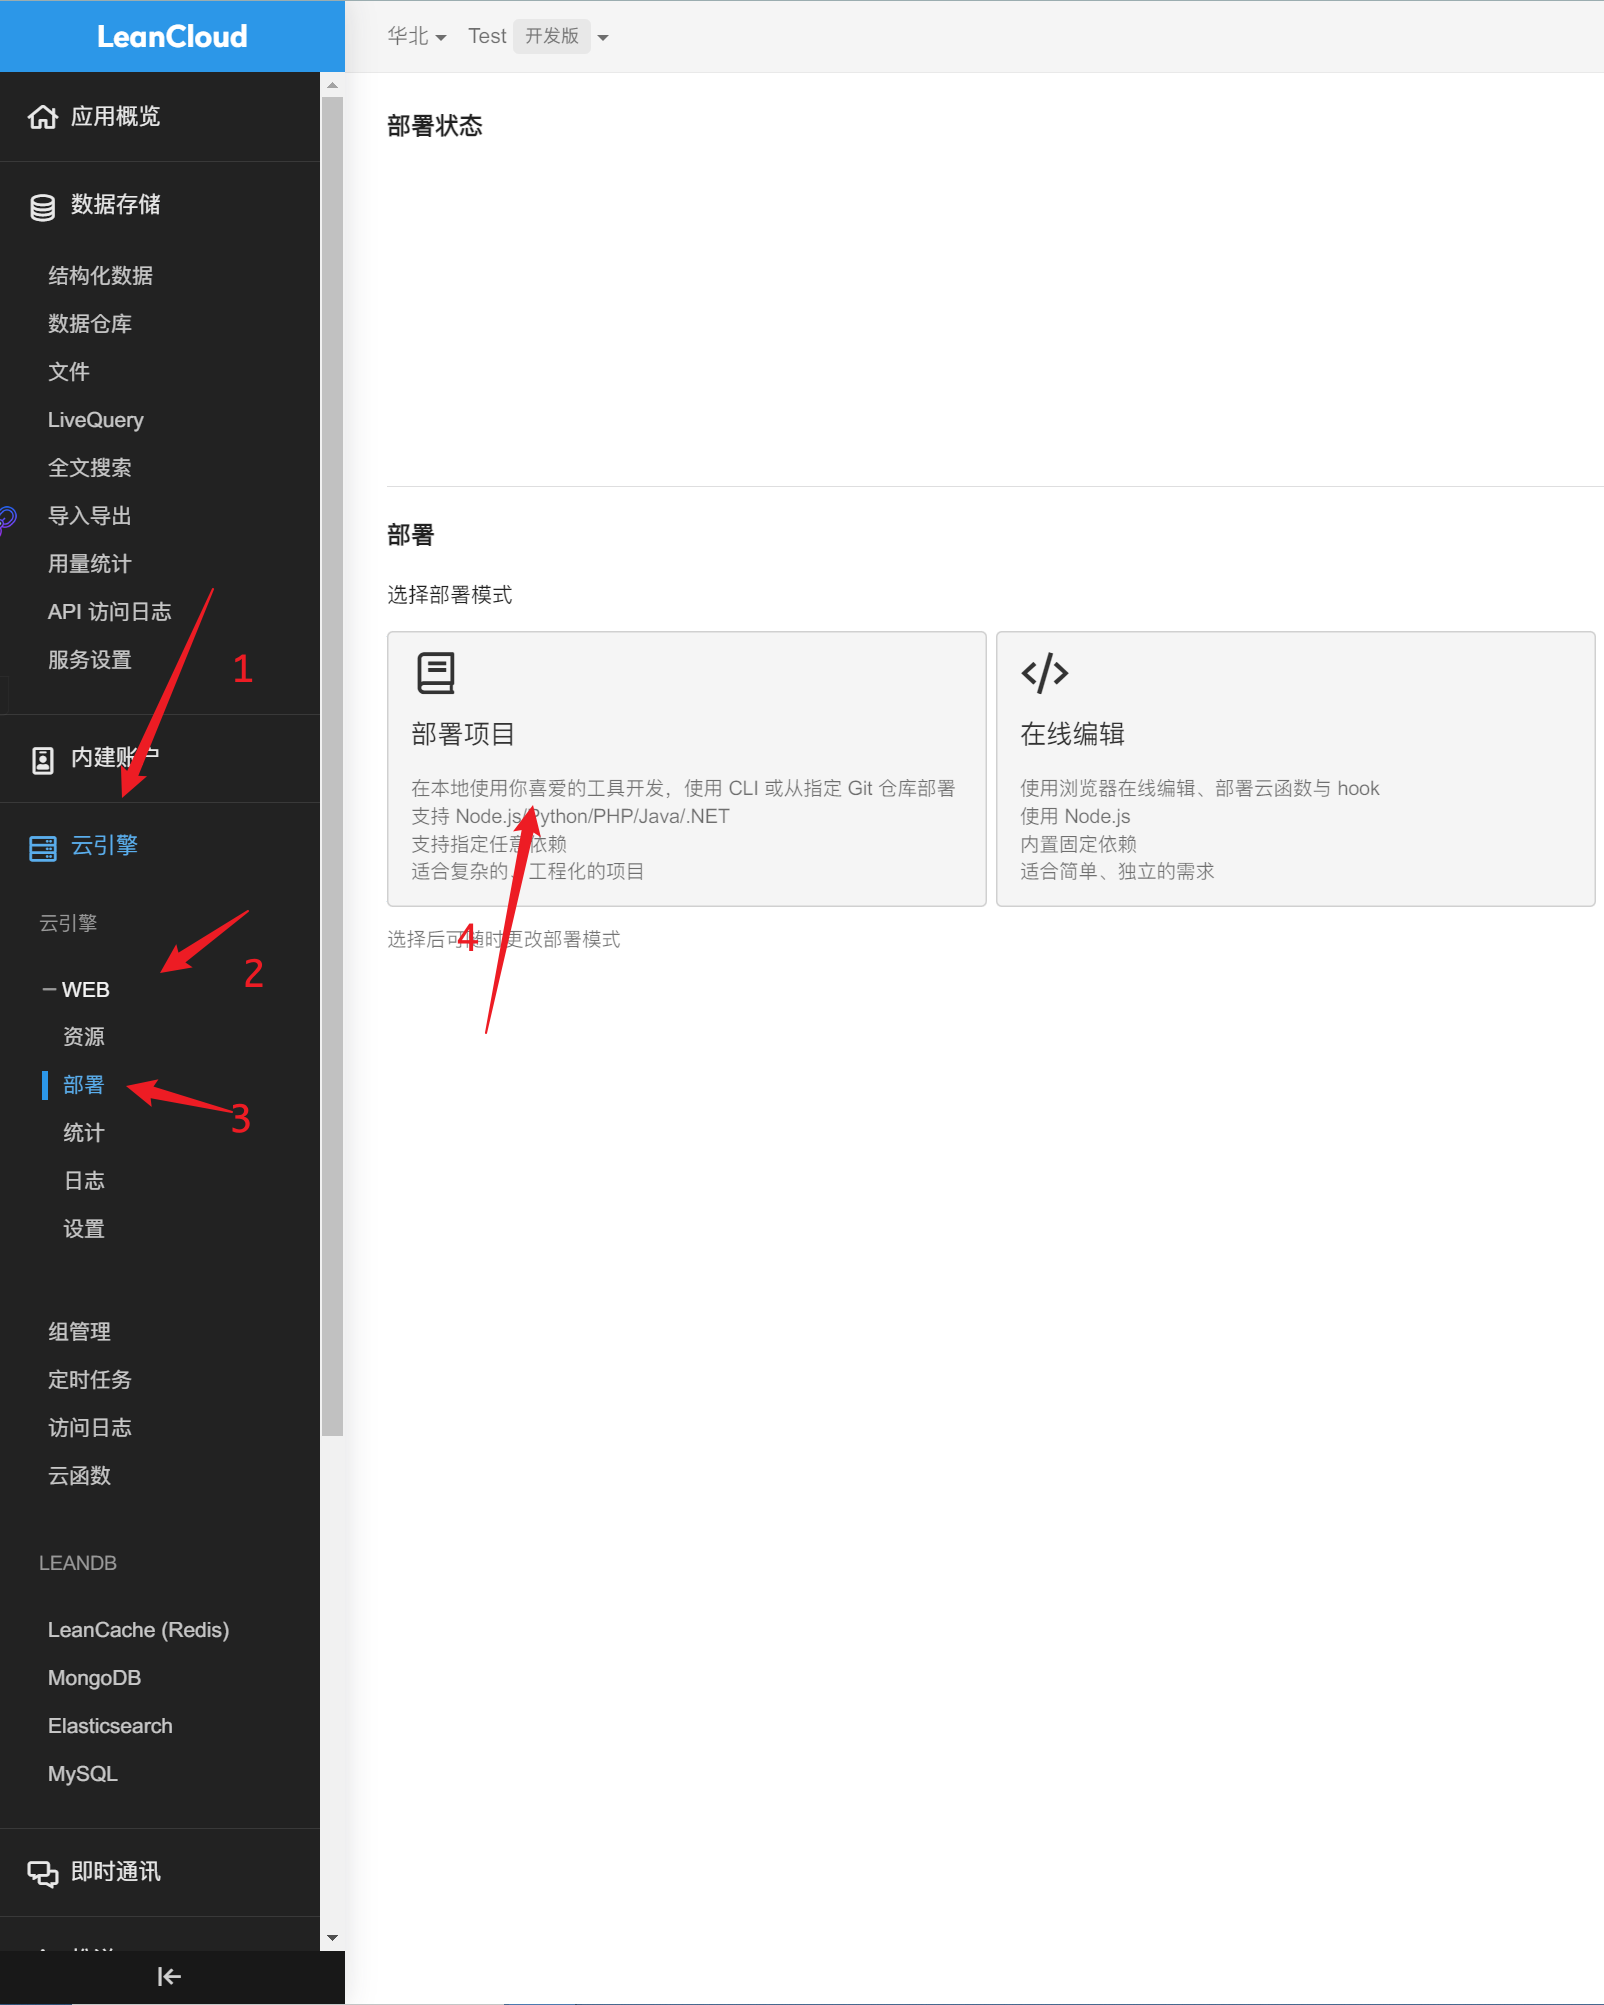 LeanCloud
华北 Test 开发版
应用概览
数据存储
结构化数据
数据仓库
文件
LiveQuery
全文搜索
导入导出
用量统计
API 访问日志
服务设置
1
内建账户
云引擎
云引擎
2
WEB
资源
部署
3
统计
日志
设置
组管理
定时任务
访问日志
云函数
LEANDB
LeanCache (Redis)
MongoDB
Elasticsearch
MySQL
即时通讯
部署状态
部署
选择部署模式
部署项目
在本地使用你喜爱的工具开发，使用 CLI 或从指定 Git 仓库部署
支持 Node.js/Python/PHP/Java/.NET
支持指定任意依赖
适合复杂的、工程化的项目
在线编辑
使用浏览器在线编辑、部署云函数与 hook
使用 Node.js
内置固定依赖
适合简单、独立的需求
选择后可随时更改部署模式
4